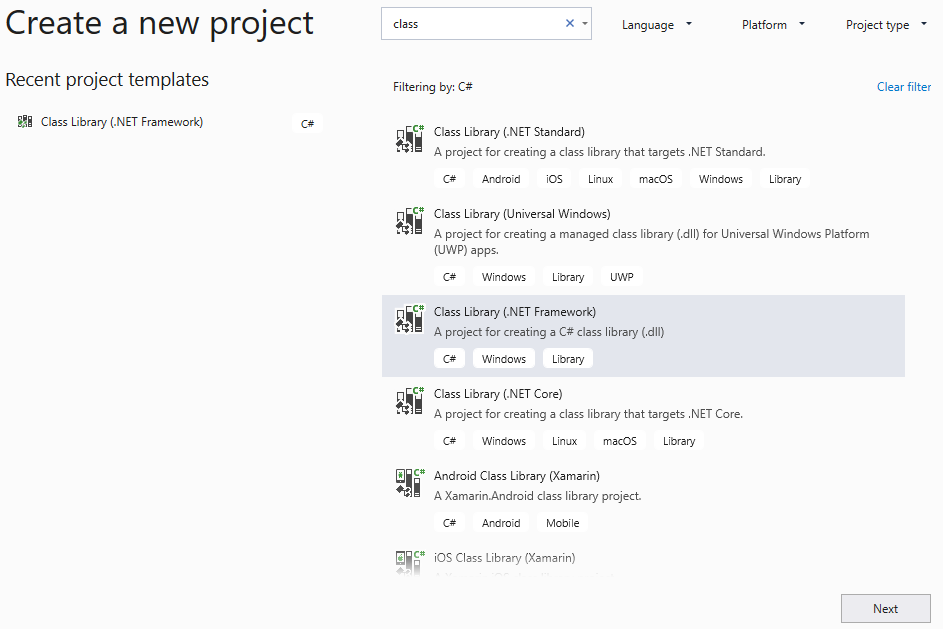 Create a new project
class
Language
Platform
Project type
Recent project templates
Filtering by: C#
Clear filter
Class Library (.NET Framework)
C#
Class Library (.NET Standard)
A project for creating a class library that targets .NET Standard.
C# Android iOS Linux macOS Windows Library
Class Library (Universal Windows)
A project for creating a managed class library (.dll) for Universal Windows Platform
(UWP) apps.
C# Windows Library UWP
Class Library (.NET Framework)
A project for creating a C# class library (.dll)
C# Windows Library
Class Library (.NET Core)
A project for creating a class library that targets .NET Core.
C# Windows Linux macOS Library
Android Class Library (Xamarin)
A Xamarin.Android class library project.
C# Android Mobile
iOS Class Library (Xamarin)
Next